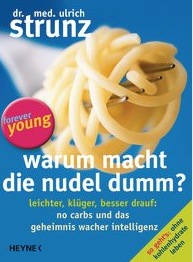 dr. med. ulrich
strunz
forever
young
warum macht
die nudel dumm?
leichter, klüger, besser drauf:
no carbs und das
geheimnis wacher intelligenz
HEYNE<
so geht's: ohne
kohlenhydrate
leben